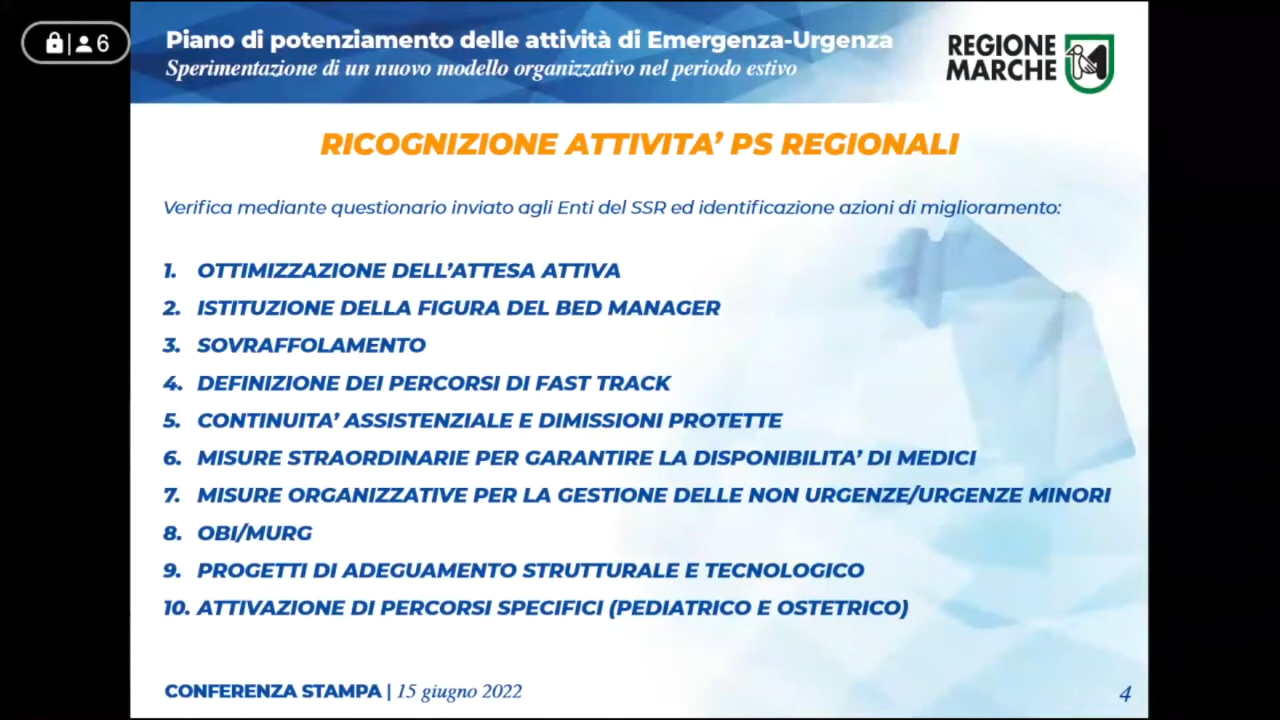 6
Piano di potenziamento delle attività di Emergenza-Urgenza
Sperimentazione di un nuovo modello organizzativo nel periodo estivo
REGIONE
MARCHE
RICOGNIZIONE ATTIVITA’ PS REGIONALI
Verifica mediante questionario inviato agli Enti del SSR ed identificazione azioni di miglioramento:
1. OTTIMIZZAZIONE DELL’ATTESA ATTIVA
2. ISTITUZIONE DELLA FIGURA DEL BED MANAGER
3. SOVRAFFOLAMENTO
4. DEFINIZIONE DEI PERCORSI DI FAST TRACK
5. CONTINUITA’ ASSISTENZIALE E DIMISSIONI PROTETTE
6. MISURE STRAORDINARIE PER GARANTIRE LA DISPONIBILITA’ DI MEDICI
7. MISURE ORGANIZZATIVE PER LA GESTIONE DELLE NON URGENZE/URGENZE MINORI
8. OBI/MURG
9. PROGETTI DI ADEGUAMENTO STRUTTURALE E TECNOLOGICO
10. ATTIVAZIONE DI PERCORSI SPECIFICI (PEDIATRICO E OSTETRICO)
CONFERENZA STAMPA | 15 giugno 2022
4